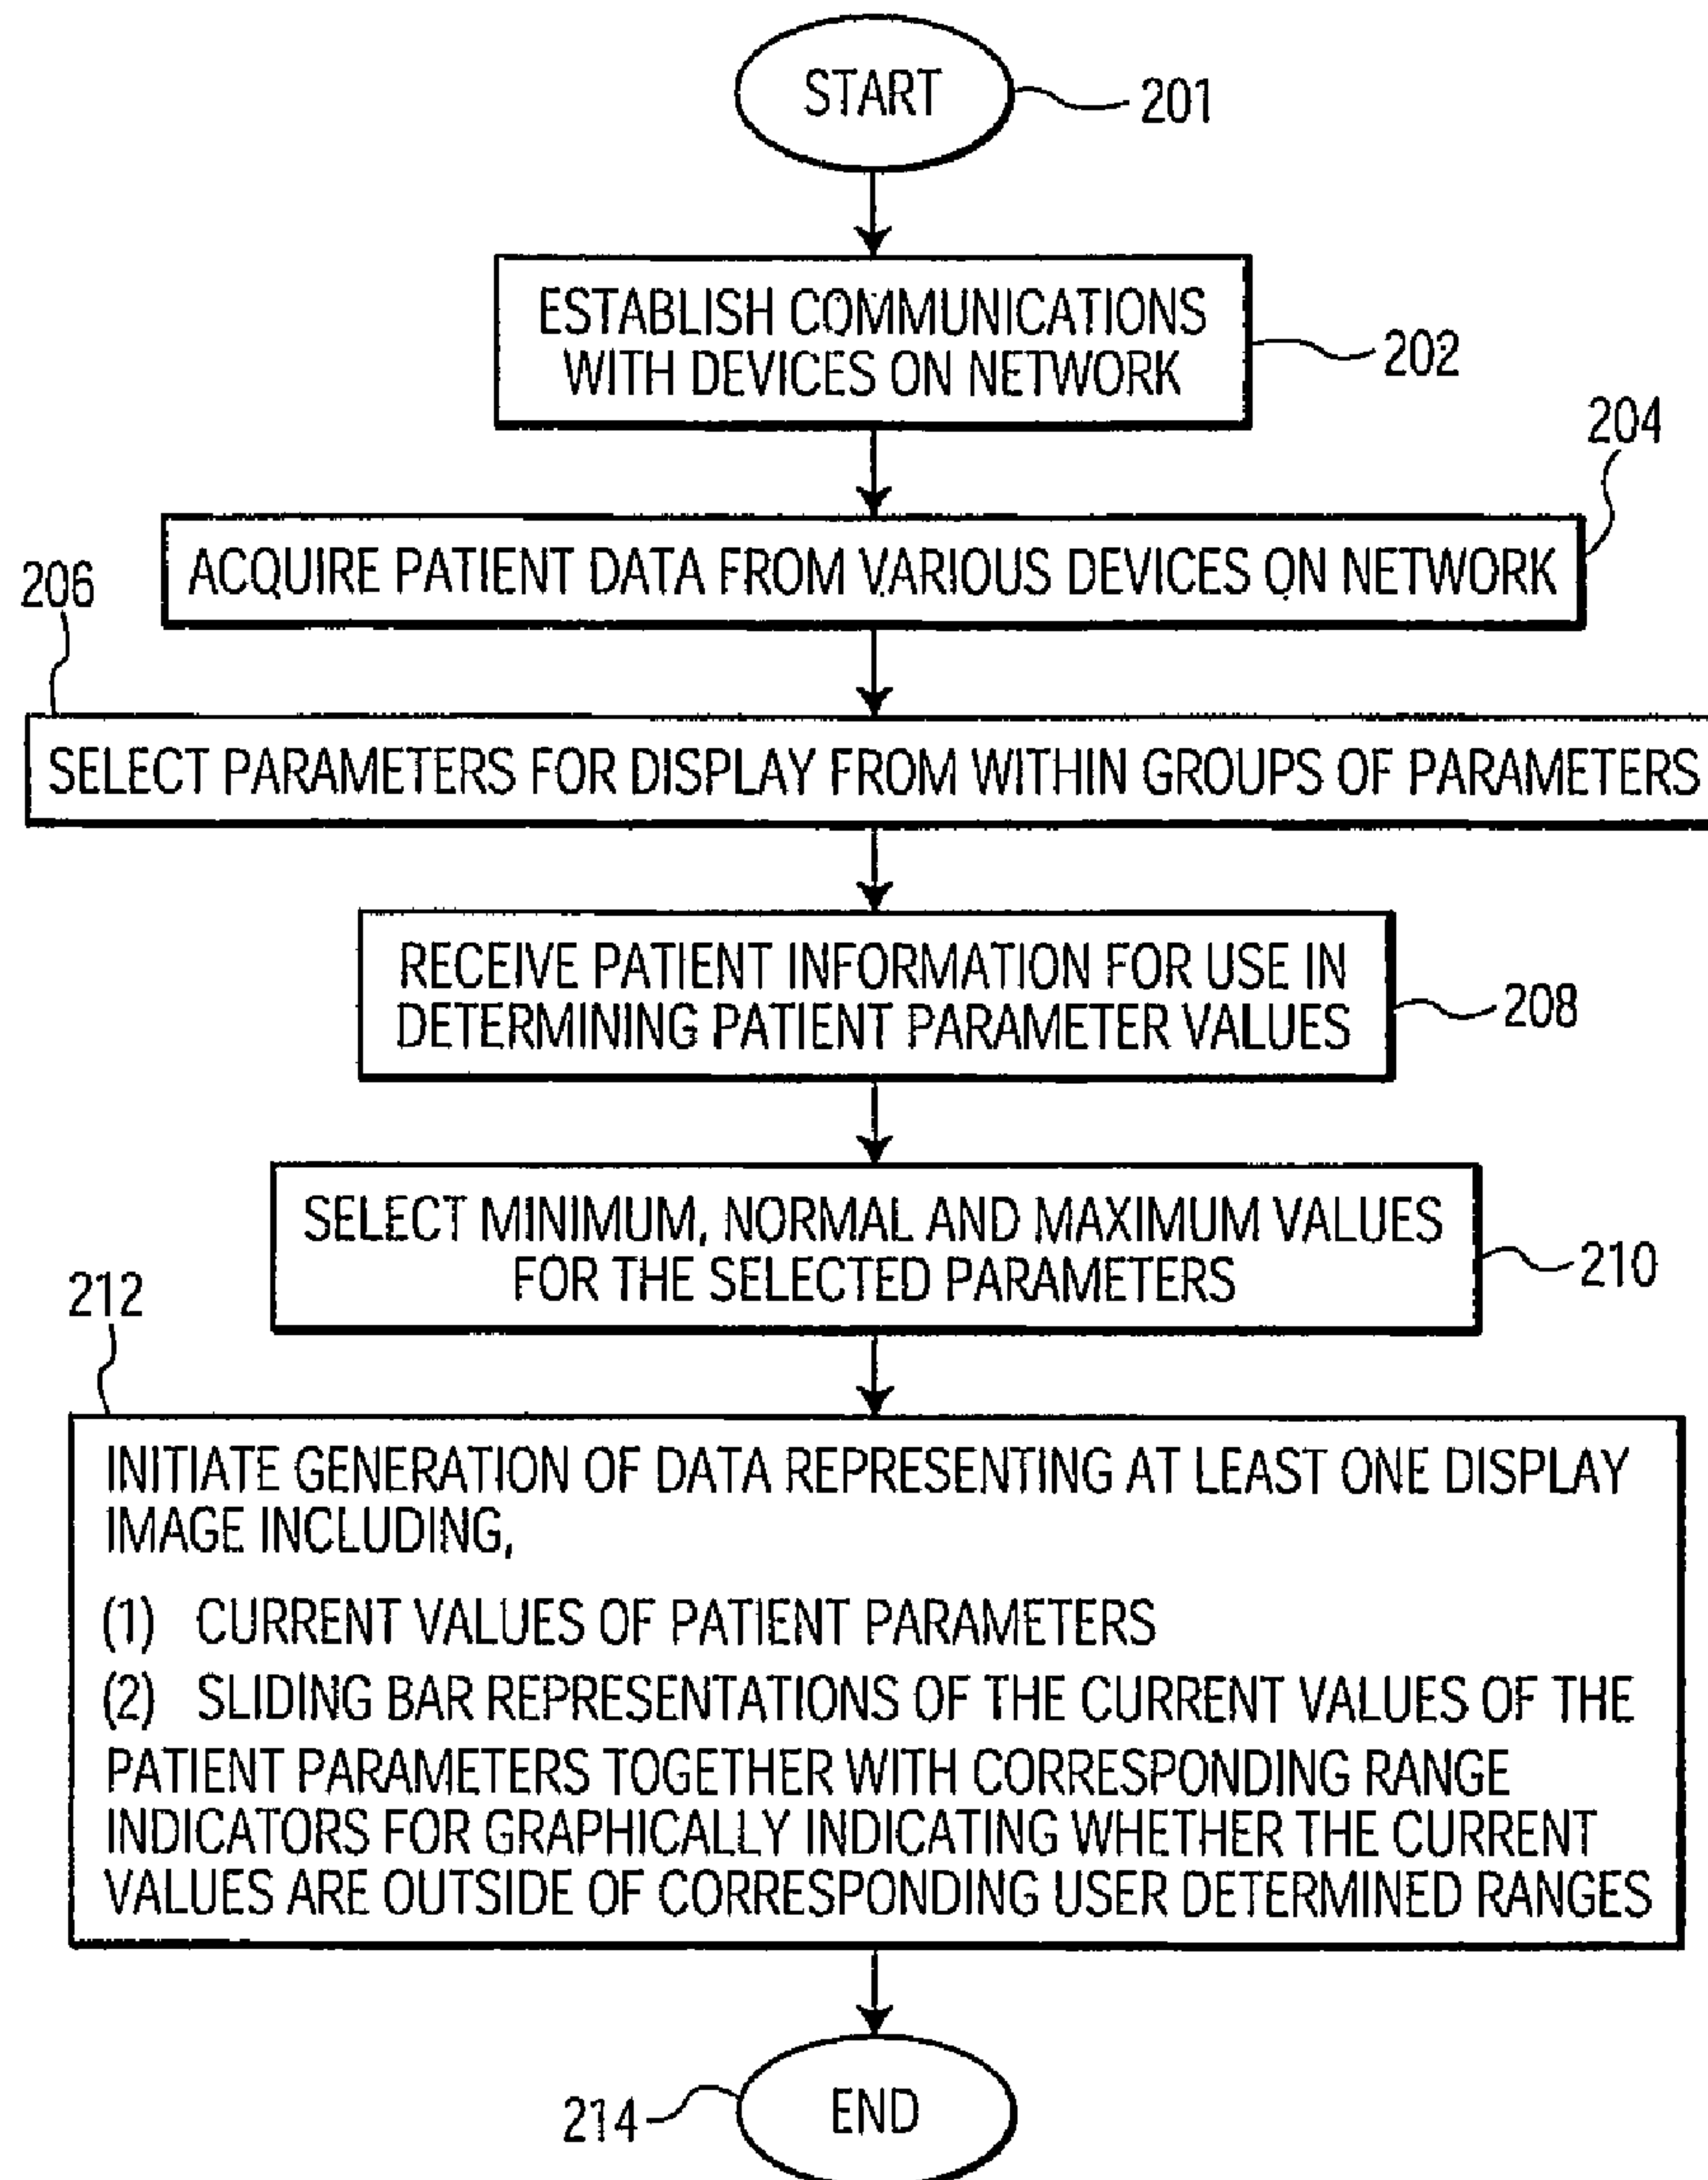 START
201
ESTABLISH COMMUNICATIONS
WITH DEVICES ON NETWORK
202
204
ACQUIRE PATIENT DATA FROM VARIOUS DEVICES ON NETWORK
206
SELECT PARAMETERS FOR DISPLAY FROM WITHIN GROUPS OF PARAMETERS
RECEIVE PATIENT INFORMATION FOR USE IN
DETERMINING PATIENT PARAMETER VALUES
208
SELECT MINIMUM, NORMAL AND MAXIMUM VALUES
FOR THE SELECTED PARAMETERS
210
212
INITIATE GENERATION OF DATA REPRESENTING AT LEAST ONE DISPLAY
IMAGE INCLUDING,
(1) CURRENT VALUES OF PATIENT PARAMETERS
(2) SLIDING BAR REPRESENTATIONS OF THE CURRENT VALUES OF THE
PATIENT PARAMETERS TOGETHER WITH CORRESPONDING RANGE
INDICATORS FOR GRAPHICALLY INDICATING WHETHER THE CURRENT
VALUES ARE OUTSIDE OF CORRESPONDING USER DETERMINED RANGES
214
END